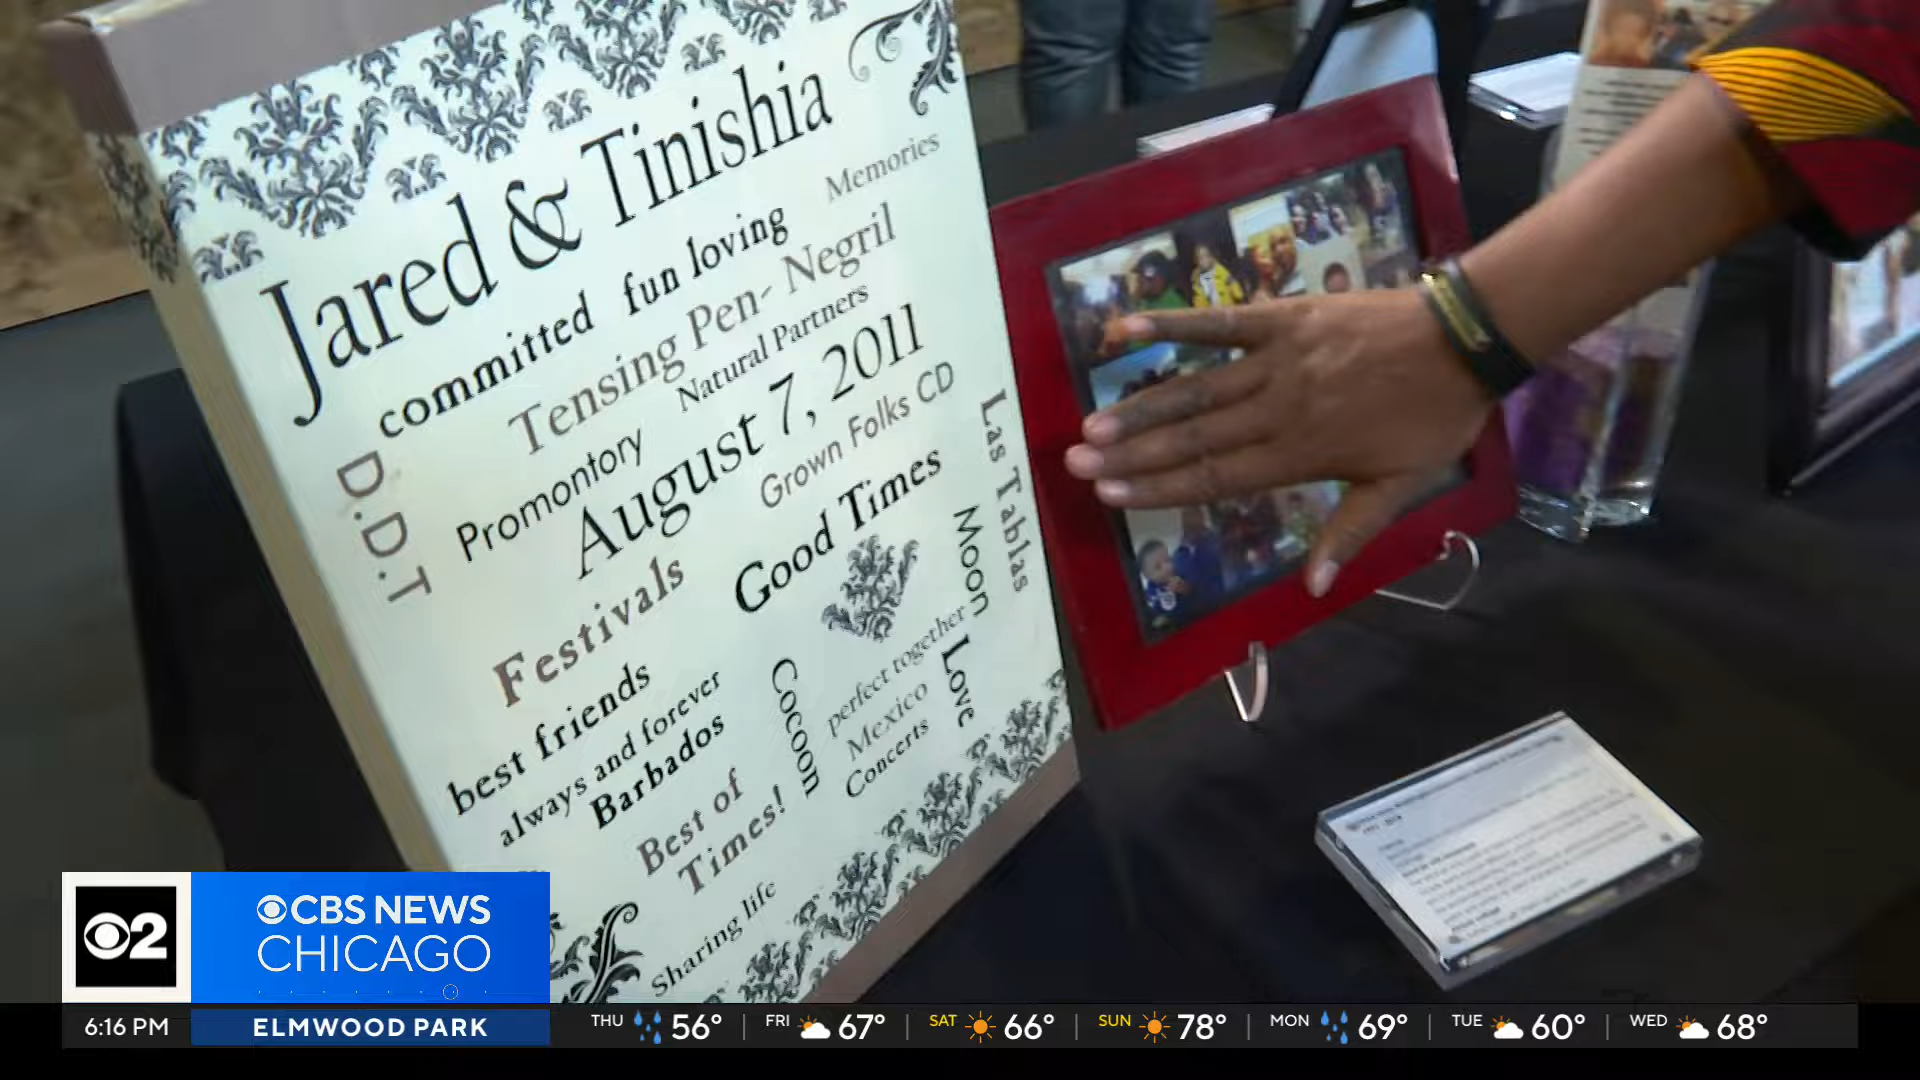 Jared & Tinishia
Memories
committed fun loving
Tensing Pen- Negril
Natural Partners
Promontory
August 7, 2011
Grown Folks CD
D.D.T
Las Tablas
Good Times
Moon
Festivals
perfect together
Love
best friends
always and forever
Barbados
Cocoon
Mexico
Concerts
Best of
Times!
Sharing life
2
CBS NEWS
CHICAGO
6:16 PM
ELMWOOD PARK
THU 56° FRI 67° SAT 66° SUN 78° MON 69° TUE 60° WED 68°